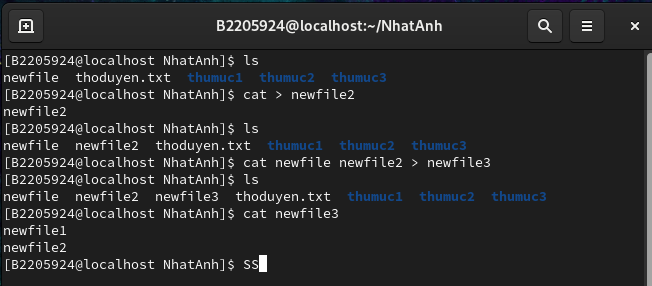 B2205924@localhost:~/NhatAnh
[B2205924@localhost NhatAnh]$ ls
newfile  thoduyen.txt  thumuc1  thumuc2  thumuc3
[B2205924@localhost NhatAnh]$ cat > newfile2
newfile2
[B2205924@localhost NhatAnh]$ ls
newfile  newfile2  thoduyen.txt  thumuc1  thumuc2  thumuc3
[B2205924@localhost NhatAnh]$ cat newfile newfile2 > newfile3
[B2205924@localhost NhatAnh]$ ls
newfile  newfile2  newfile3  thoduyen.txt  thumuc1  thumuc2  thumuc3
[B2205924@localhost NhatAnh]$ cat newfile3
newfile1
newfile2
[B2205924@localhost NhatAnh]$ SS